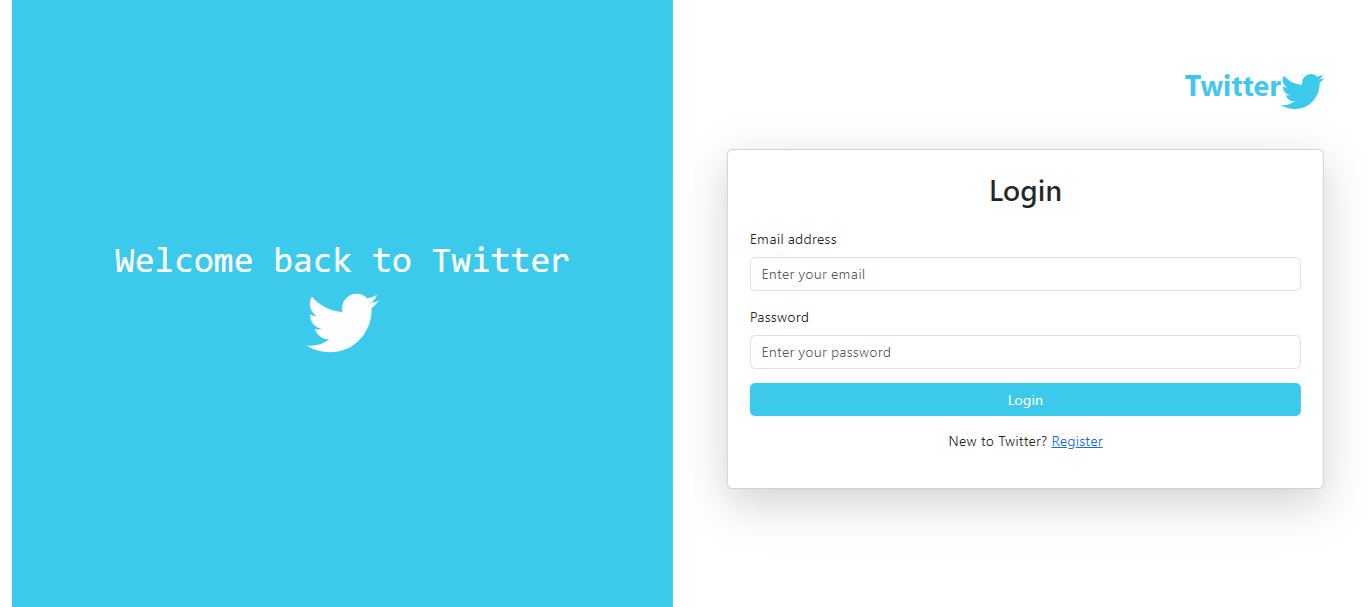 Welcome back to Twitter
Twitter
Login
Email address
Enter your email
Password
Enter your password
Login
New to Twitter? Register